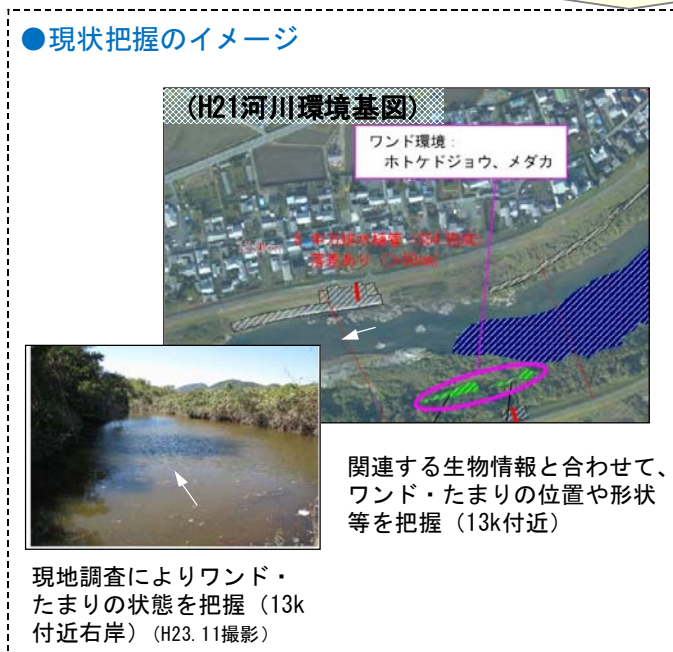 ●現状把握のイメージ
(H21河川環境基図)
ワンド環境：
ホトケドジョウ、メダカ
落差あり
関連する生物情報と合わせて、
ワンド・たまりの位置や形状
等を把握（13k付近）
現地調査によりワンド・
たまりの状態を把握（13k
付近右岸）（H23.11撮影）